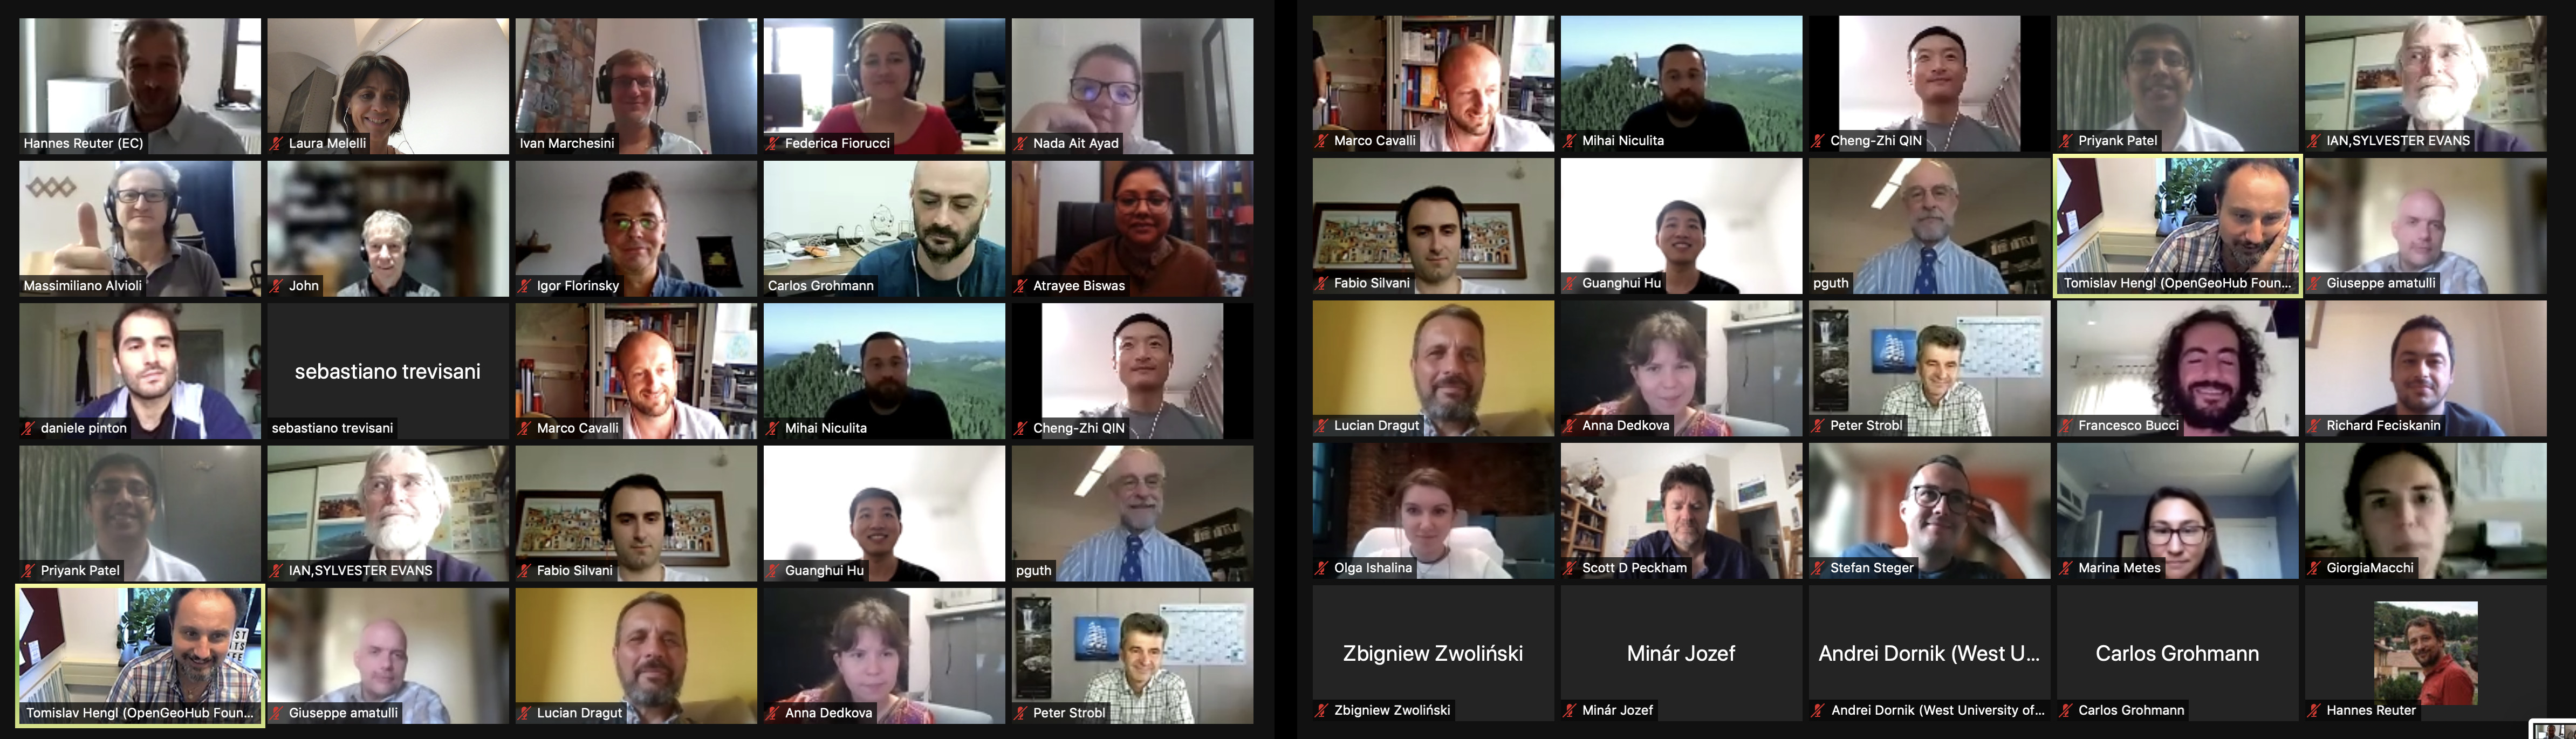 Hannes Reuter (EC)
Laura Melelli
Ivan Marchesini
Federica Fiorucci
Nada Ait Ayad
Massimiliano Alvioli
John
Igor Florinsky
Carlos Grohmann
Atrayee Biswas
daniele pinton
sebastiano trevisani
sebastiano trevisani
Marco Cavalli
Mihai Niculita
Cheng-Zhi QIN
Priyank Patel
IAN,SYLVESTER EVANS
Fabio Silvani
Guanghui Hu
pguth
Tomislav Hengl (OpenGeoHub Foun...
Giuseppe amatulli
Lucian Dragut
Anna Dedkova
Peter Strobl
Marco Cavalli
Mihai Niculita
Cheng-Zhi QIN
Priyank Patel
IAN,SYLVESTER EVANS
Fabio Silvani
Guanghui Hu
pguth
Tomislav Hengl (OpenGeoHub Foun...
Giuseppe amatulli
Lucian Dragut
Anna Dedkova
Peter Strobl
Francesco Bucci
Richard Feciskanin
Olga Ishalina
Scott D Peckham
Stefan Steger
Marina Metes
GiorgiaMacchi
Zbigniew Zwoliński
Zbigniew Zwoliński
Minár Jozef
Minár Jozef
Andrei Dornik (West U...
Andrei Dornik (West University of...
Carlos Grohmann
Carlos Grohmann
Hannes Reuter